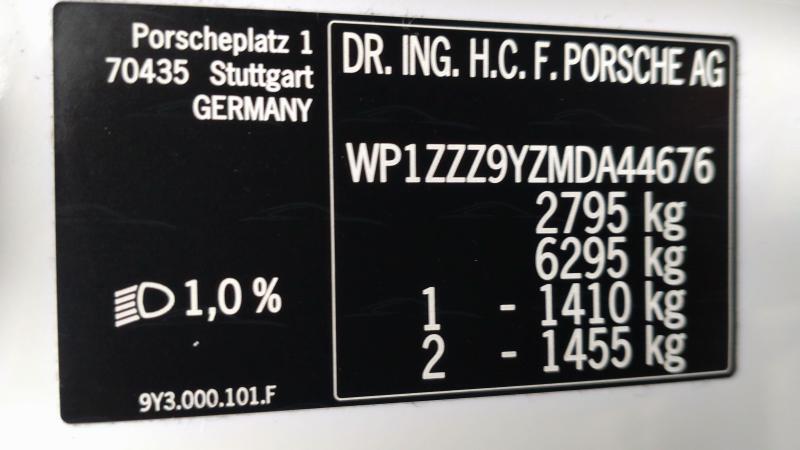 Porscheplatz 1
70435 Stuttgart
GERMANY
DR. ING. H.C. F. PORSCHE AG
WP1ZZZ9YZMDA44676
2795 kg
6295 kg
1 - 1410 kg
2 - 1455 kg
1,0 %
9Y3.000.101.F